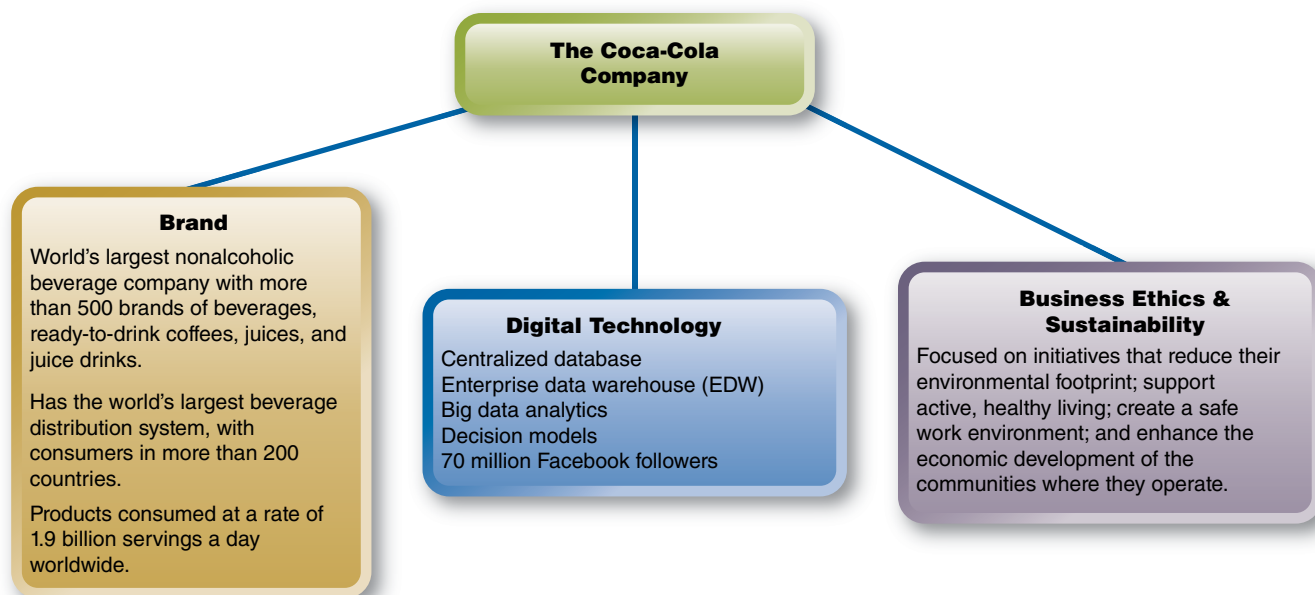 The Coca-Cola
Company
Brand
World’s largest nonalcoholic
beverage company with more
than 500 brands of beverages,
ready-to-drink coffees, juices, and
juice drinks.
Has the world’s largest beverage
distribution system, with
consumers in more than 200
countries.
Products consumed at a rate of
1.9 billion servings a day
worldwide.
Digital Technology
Centralized database
Enterprise data warehouse (EDW)
Big data analytics
Decision models
70 million Facebook followers
Business Ethics &
Sustainability
Focused on initiatives that reduce their
environmental footprint; support
active, healthy living; create a safe
work environment; and enhance the
economic development of the
communities where they operate.